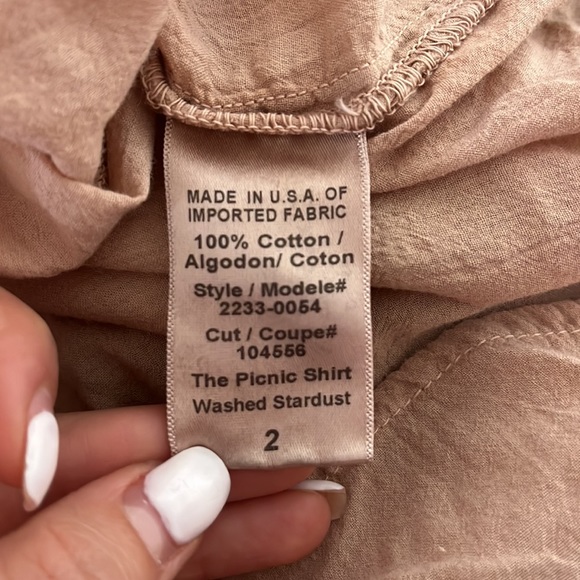 MADE IN U.S.A. OF
IMPORTED FABRIC
100% Cotton /
Algodon/ Coton
Style / Modele#
2233-0054
Cut / Coupe#
104556
The Picnic Shirt
Washed Stardust
2